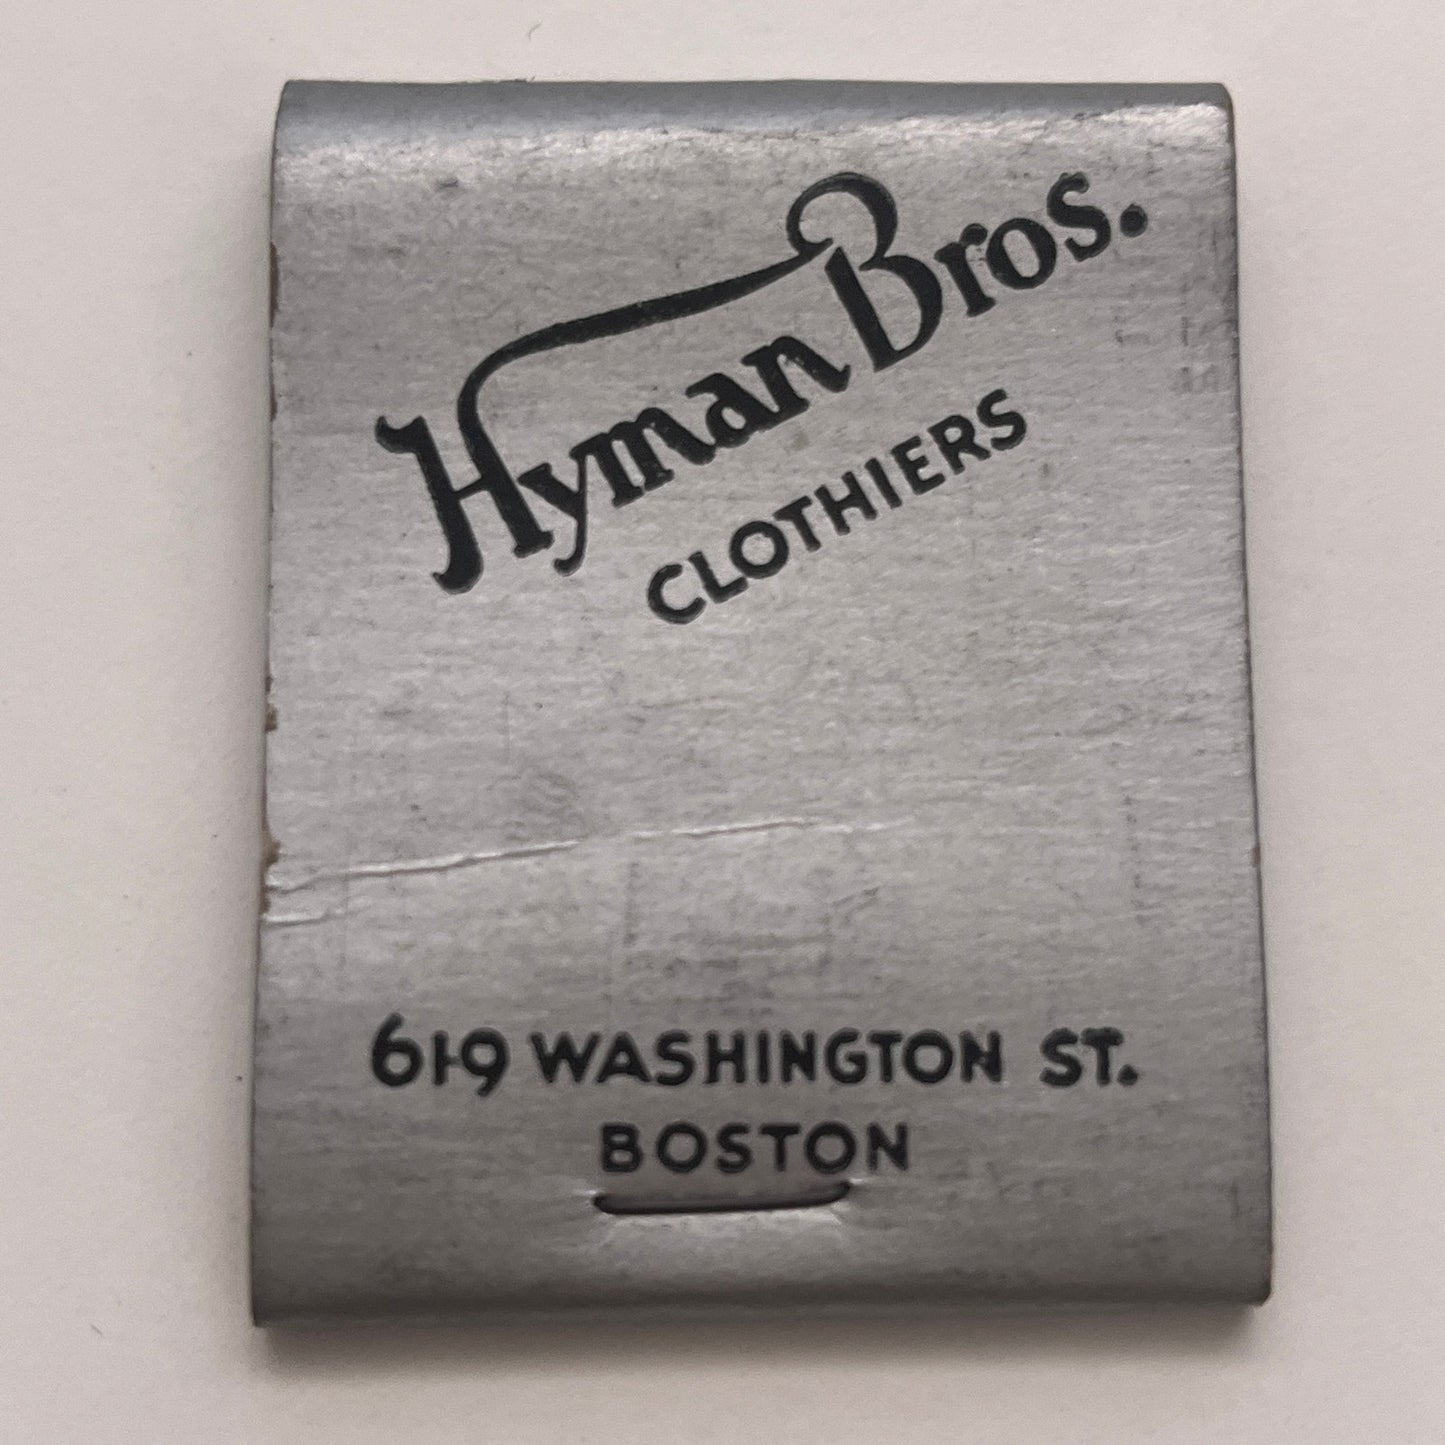 Hyman Bros.
CLOTHIERS
619 WASHINGTON ST.
BOSTON